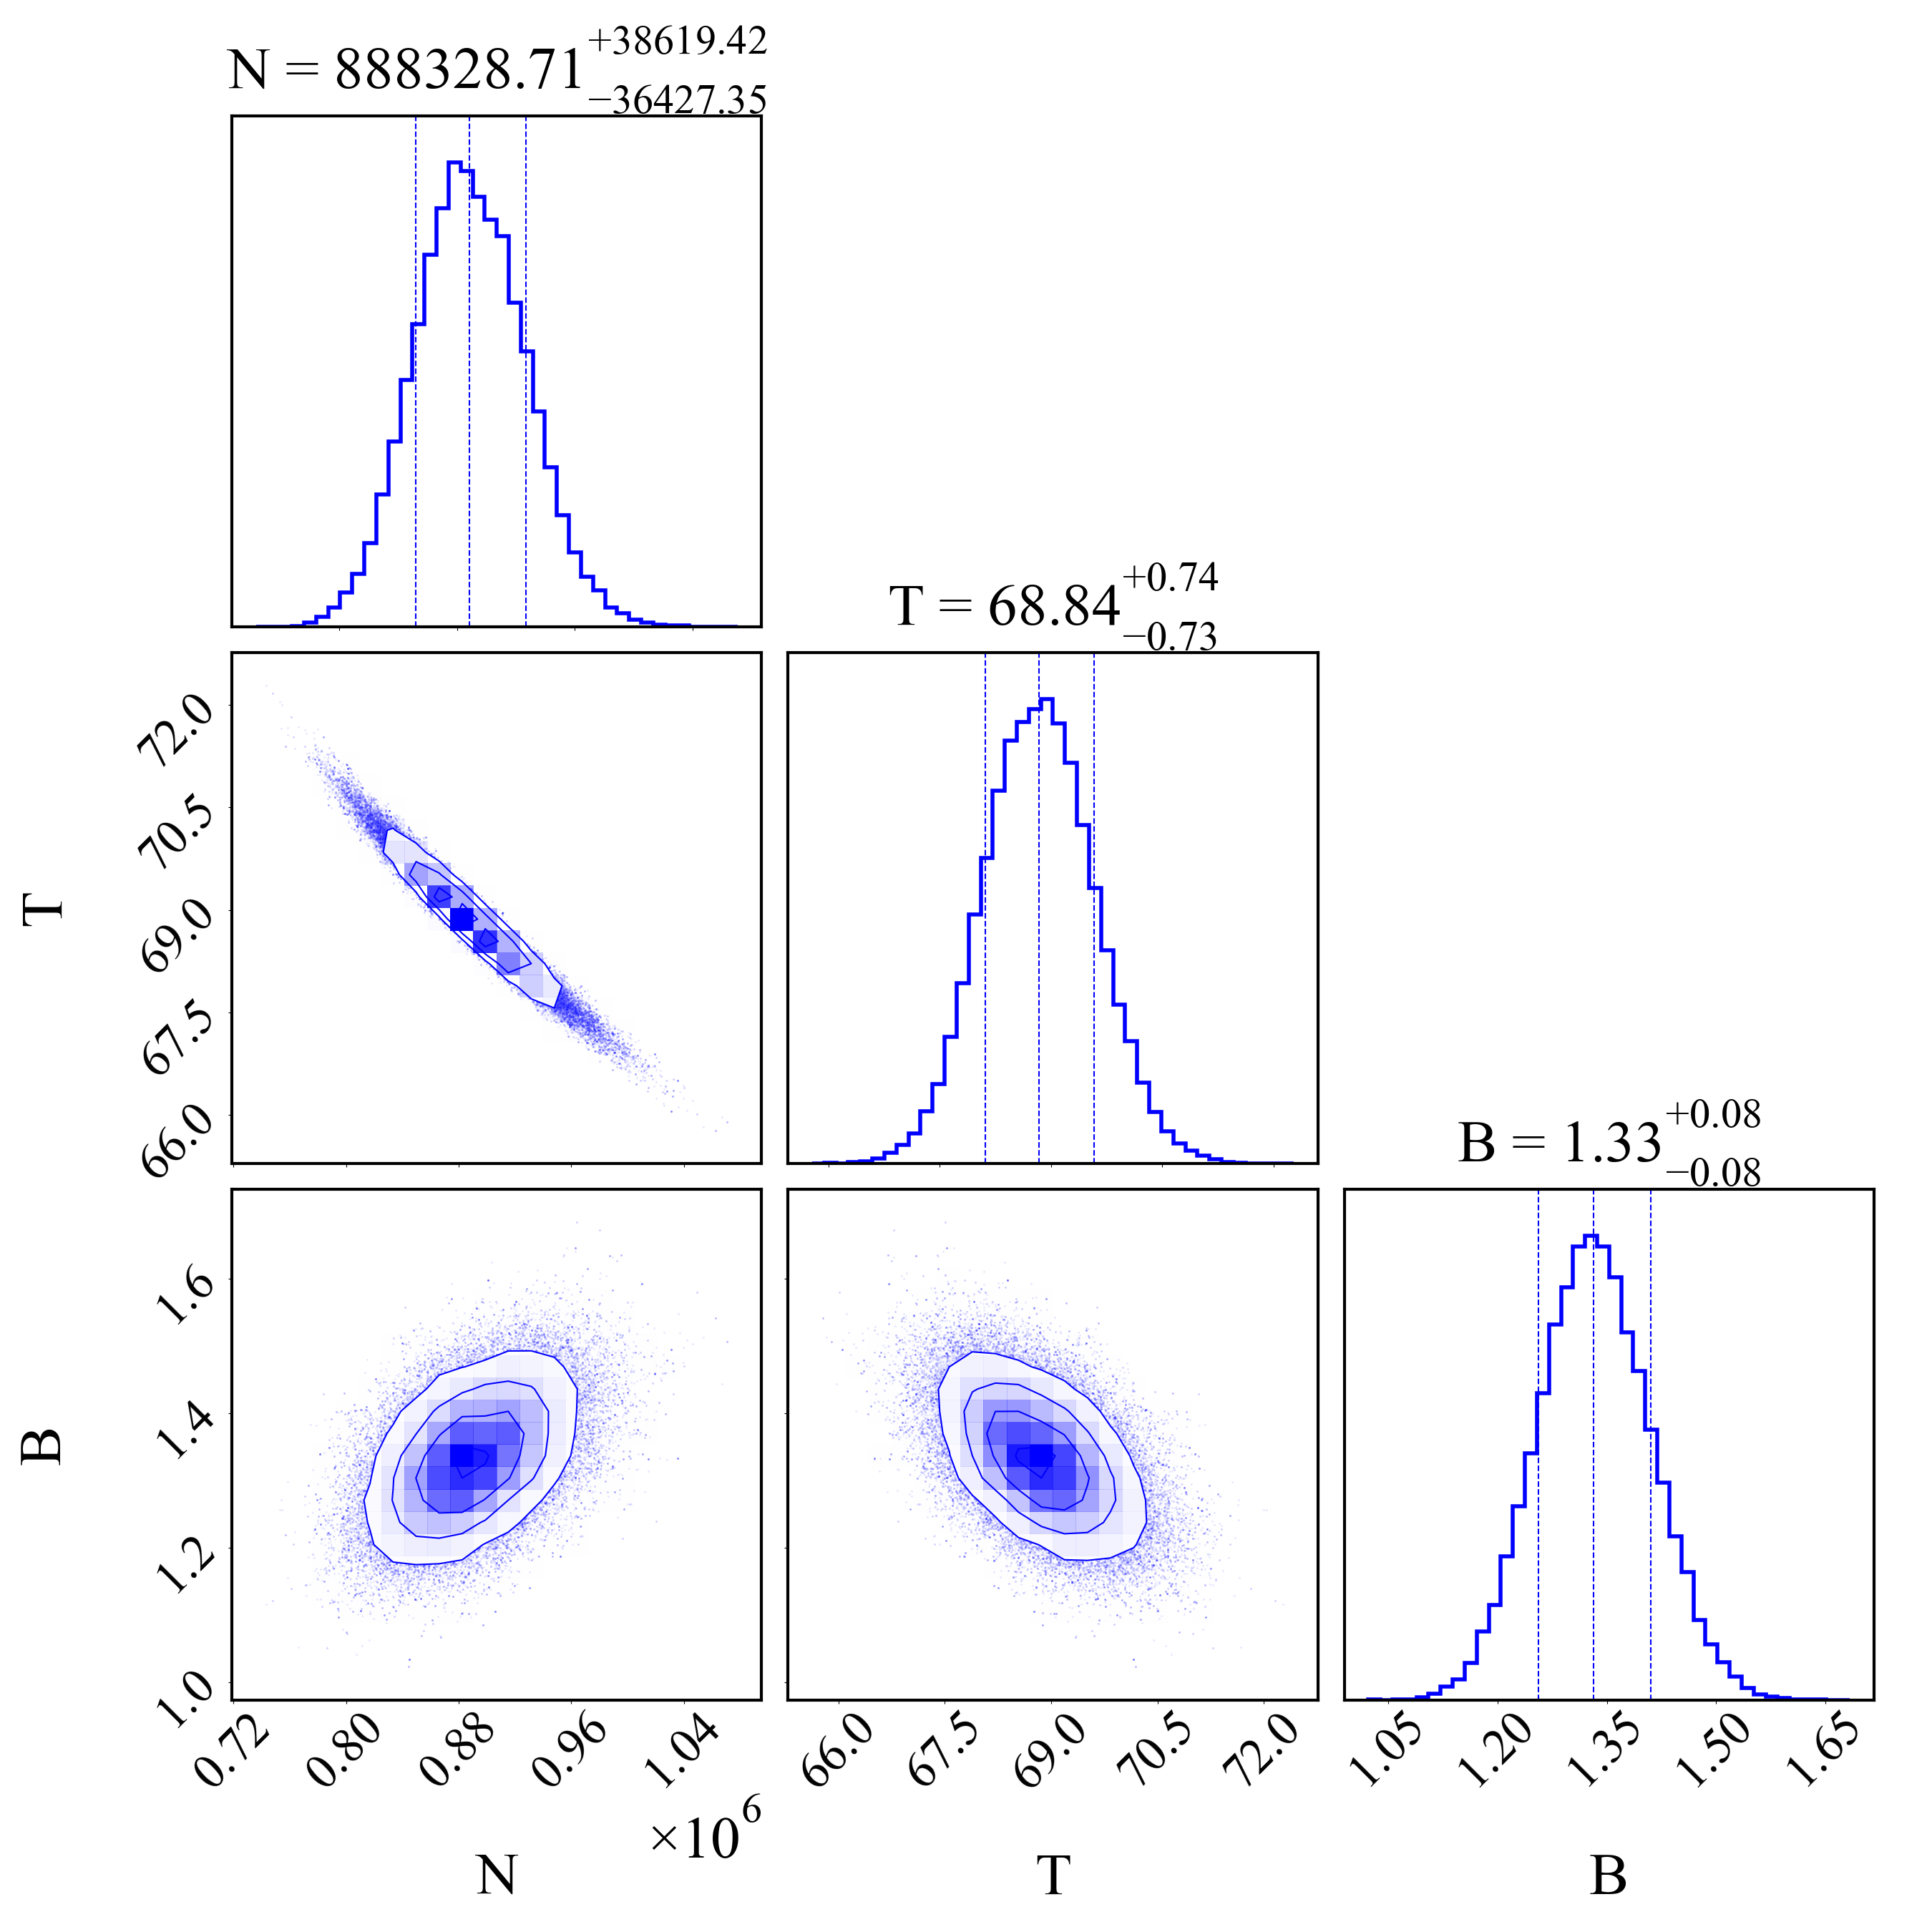 N = 888328.71 +38619.42 −36427.35
T = 68.84 +0.74 −0.73
T
72.0
70.5
69.0
67.5
66.0
B = 1.33 +0.08 −0.08
B
1.6
1.4
1.2
1.0
0.72 0.80 0.88 0.96 1.04
66.0 67.5 69.0 70.5 72.0
1.05 1.20 1.35 1.50 1.65
×10^6
N T B